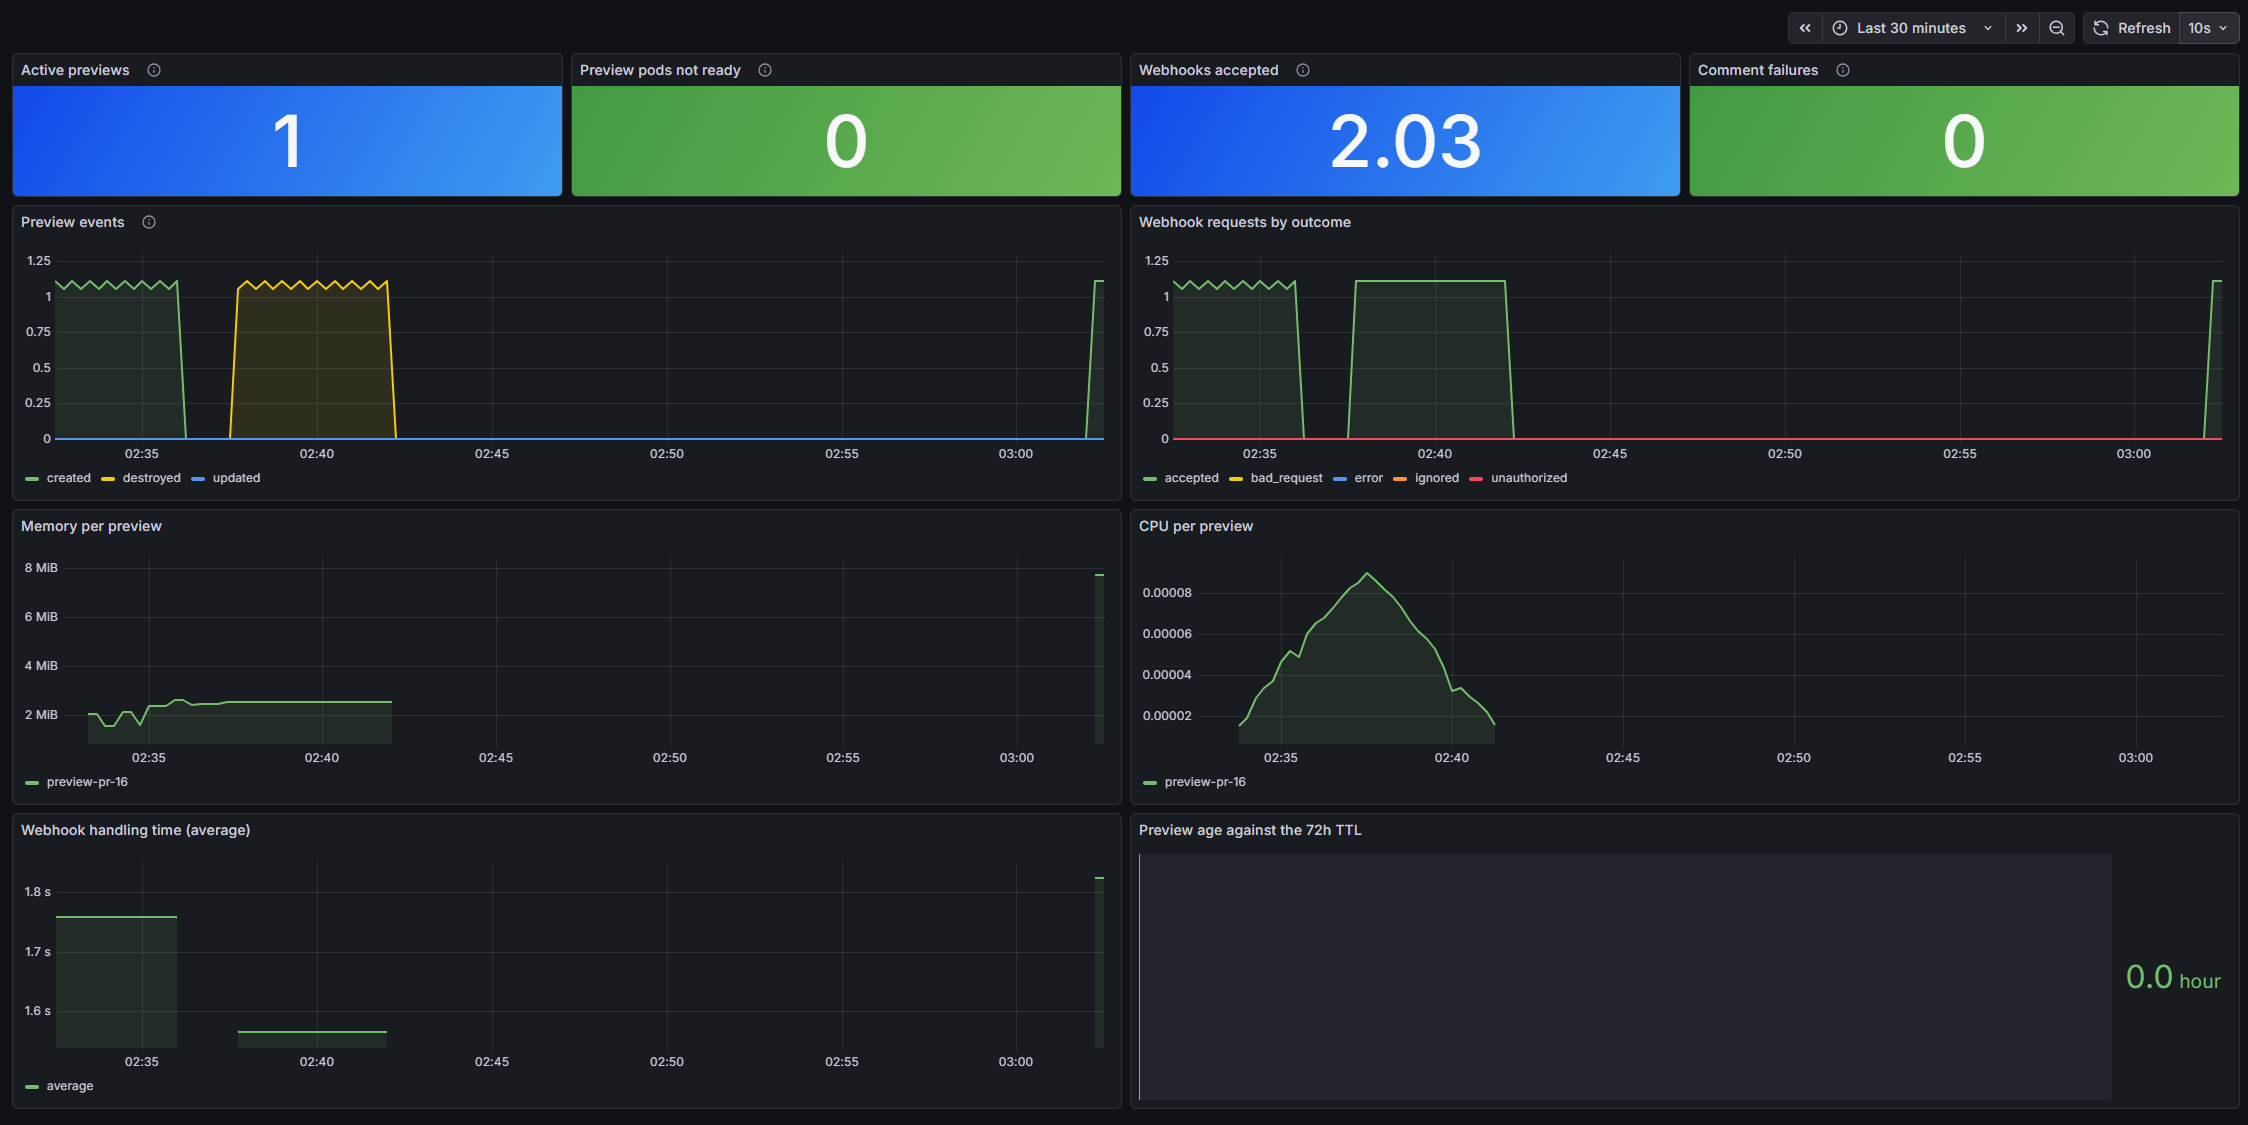 Last 30 minutes Refresh 10s
Active previews Preview pods not ready Webhooks accepted Comment failures
1 0 2.03 0
Preview events
1.25
1
0.75
0.5
0.25
0
02:35 02:40 02:45 02:50 02:55 03:00
created destroyed updated
Webhook requests by outcome
1.25
1
0.75
0.5
0.25
0
02:35 02:40 02:45 02:50 02:55 03:00
accepted bad_request error ignored unauthorized
Memory per preview
8 MiB
6 MiB
4 MiB
2 MiB
02:35 02:40 02:45 02:50 02:55 03:00
preview-pr-16
CPU per preview
0.00008
0.00006
0.00004
0.00002
02:35 02:40 02:45 02:50 02:55 03:00
preview-pr-16
Webhook handling time (average)
1.8 s
1.7 s
1.6 s
02:35 02:40 02:45 02:50 02:55 03:00
average
Preview age against the 72h TTL
0.0 hour